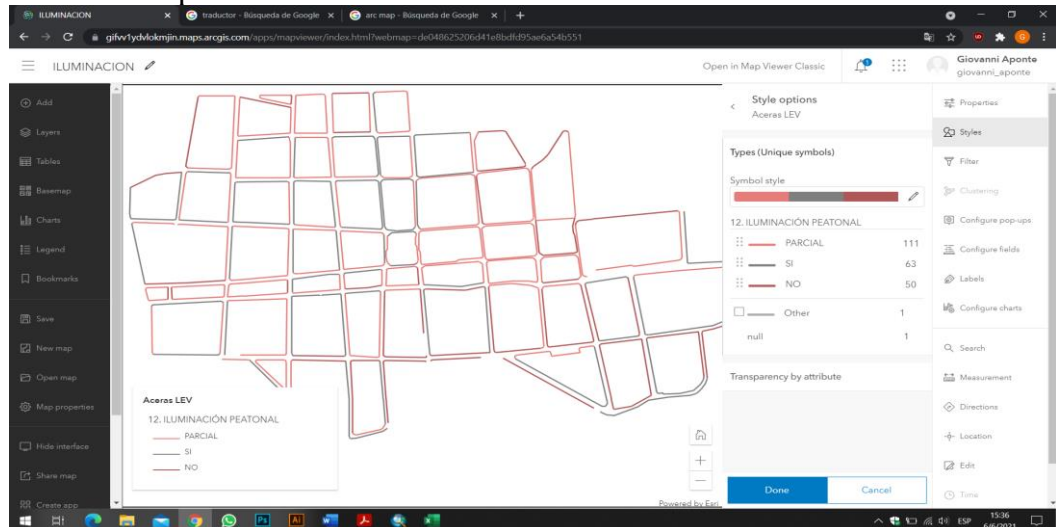 ILUMINACION
traductor - Búsqueda de Google
arc map - Búsqueda de Google
gifvv1ydvlokmjin.maps.arcgis.com/apps/mapviewer/index.html?webmap=de048625206d41e8bdfd95ae6a54b551
ILUMINACION
Open in Map Viewer Classic
Giovanni Aponte
giovanni_aponte
Add
Layers
Tables
Basemap
Charts
Legend
Bookmarks
Save
New map
Open map
Map properties
Hide interface
Share map
Create app
Aceras LEV
12. ILUMINACIÓN PEATONAL
PARCIAL
SI
NO
Powered by Esri
Style options
Aceras LEV
Types (Unique symbols)
Symbol style
12. ILUMINACIÓN PEATONAL
PARCIAL 111
SI 63
NO 50
Other 1
null 1
Transparency by attribute
Done Cancel
Properties
Styles
Filter
Clustering
Configure pop-ups
Configure fields
Labels
Configure charts
Search
Measurement
Directions
Location
Edit
Time
Ps Ai
ESP
15:36
6/6/2021